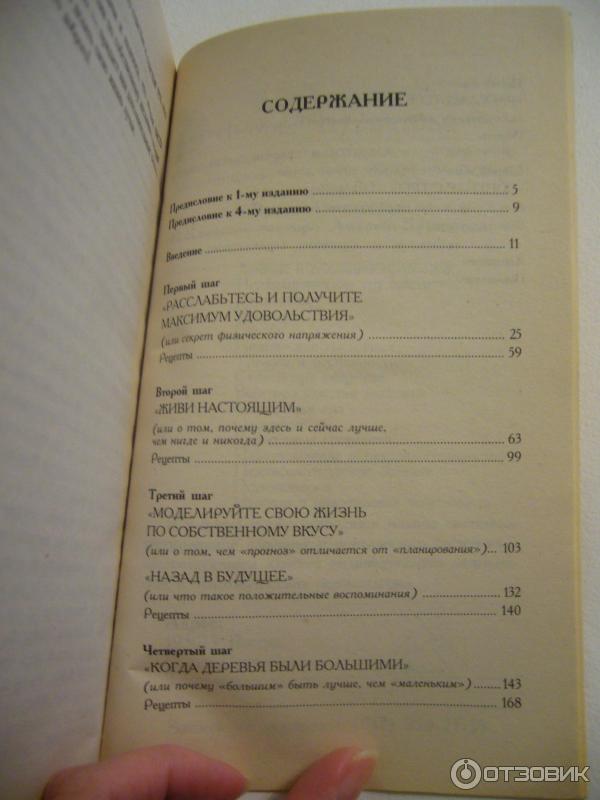 СОДЕРЖАНИЕ
Предисловие к 1-му изданию ........ 5
Предисловие к 4-му изданию ........ 9
Введение ........ 11
Первый шаг
«РАССЛАБЬТЕСЬ И ПОЛУЧИТЕ
МАКСИМУМ УДОВОЛЬСТВИЯ»
(или секрет физического напряжения) ........ 25
Рецепты ........ 59
Второй шаг
«ЖИВИ НАСТОЯЩИМ»
(или о том, почему здесь и сейчас лучше,
чем нигде и никогда) ........ 63
Рецепты ........ 99
Третий шаг
«МОДЕЛИРУЙТЕ СВОЮ ЖИЗНЬ
ПО СОБСТВЕННОМУ ВКУСУ»
(или о том, чем «прогноз» отличается от «планирования») ... 103
«НАЗАД В БУДУЩЕЕ»
(или что такое положительные воспоминания) ........ 132
Рецепты ........ 140
Четвертый шаг
«КОГДА ДЕРЕВЬЯ БЫЛИ БОЛЬШИМИ»
(или почему «большим» быть лучше, чем «маленьким») ........ 143
Рецепты ........ 168
ОТЗОВИК